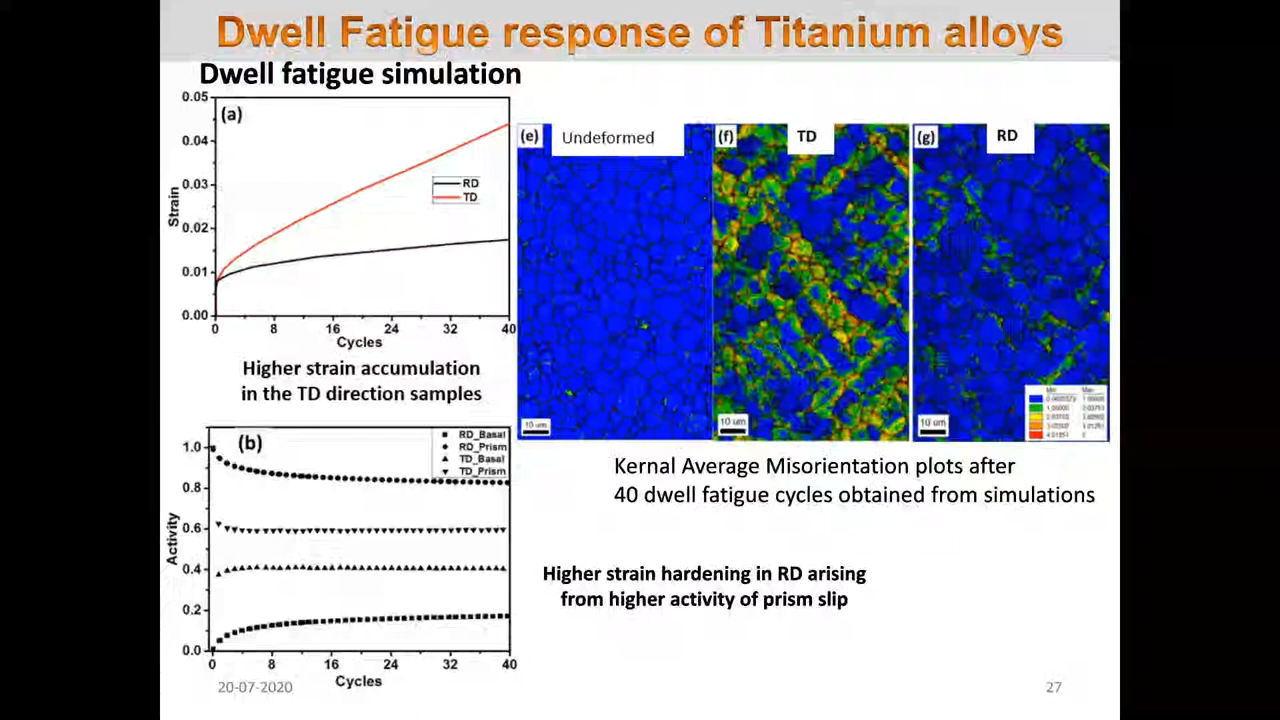 Dwell Fatigue response of Titanium alloys
Dwell fatigue simulation
(a)
0.05
0.04
0.03
0.02
0.01
0.00
Strain
RD
TD
0 8 16 24 32 40
Cycles
Higher strain accumulation
in the TD direction samples
(b)
RD_Basal
RD_Prism
TD_Basal
TD_Prism
1.0
0.8
0.6
0.4
0.2
0.0
Activity
0 8 16 24 32 40
Cycles
(e) Undeformed
(f) TD
(g) RD
10 um
10 um
10 um
Min Max
Kernal Average Misorientation plots after
40 dwell fatigue cycles obtained from simulations
Higher strain hardening in RD arising
from higher activity of prism slip
20-07-2020
27